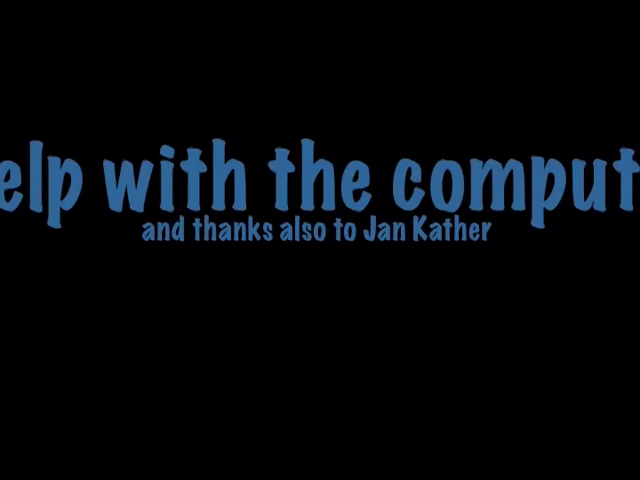 elp with the comput
and thanks also to Jan Kather